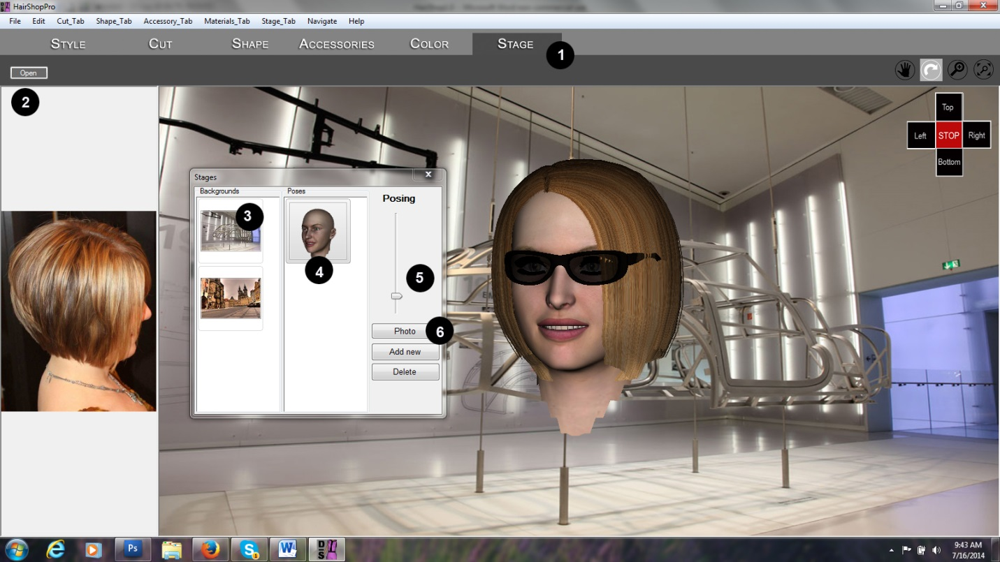 HairShopPro
File Edit Cut_Tab Shape_Tab Accessory_Tab Materials_Tab Stage_Tab Navigate Help
STYLE CUT SHAPE ACCESSORIES COLOR STAGE
1
Open
2
Top
Left STOP Right
Bottom
Stages
Backgrounds Poses
Posing
3
4
5
Photo 6
Add new
Delete
Ps
S 1
W
D S
9:43 AM
7/16/2014